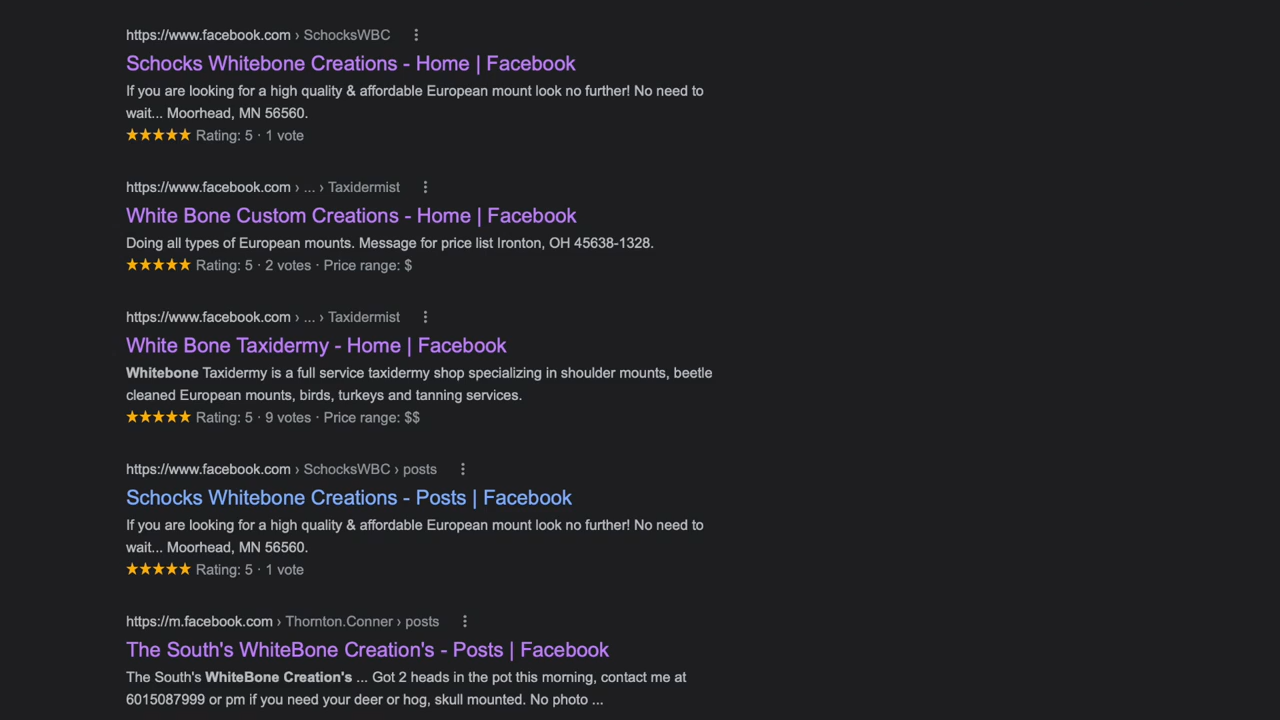 https://www.facebook.com › SchocksWBC
Schocks Whitebone Creations - Home | Facebook
If you are looking for a high quality & affordable European mount look no further! No need to
wait... Moorhead, MN 56560.
★★★★★ Rating: 5 · 1 vote
https://www.facebook.com › ... › Taxidermist
White Bone Custom Creations - Home | Facebook
Doing all types of European mounts. Message for price list Ironton, OH 45638-1328.
★★★★★ Rating: 5 · 2 votes · Price range: $
https://www.facebook.com › ... › Taxidermist
White Bone Taxidermy - Home | Facebook
Whitebone Taxidermy is a full service taxidermy shop specializing in shoulder mounts, beetle
cleaned European mounts, birds, turkeys and tanning services.
★★★★★ Rating: 5 · 9 votes · Price range: $$
https://www.facebook.com › SchocksWBC › posts
Schocks Whitebone Creations - Posts | Facebook
If you are looking for a high quality & affordable European mount look no further! No need to
wait... Moorhead, MN 56560.
★★★★★ Rating: 5 · 1 vote
https://m.facebook.com › Thornton.Conner › posts
The South's WhiteBone Creation's - Posts | Facebook
The South's WhiteBone Creation's ... Got 2 heads in the pot this morning, contact me at
6015087999 or pm if you need your deer or hog, skull mounted. No photo ...